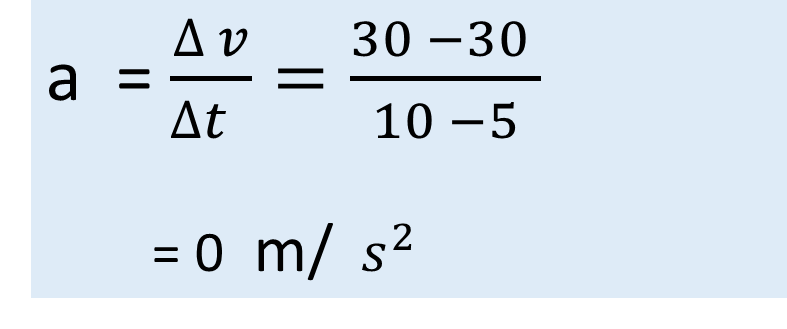 a = Δv/Δt = (30 − 30)/(10 − 5)
= 0 m/ s²